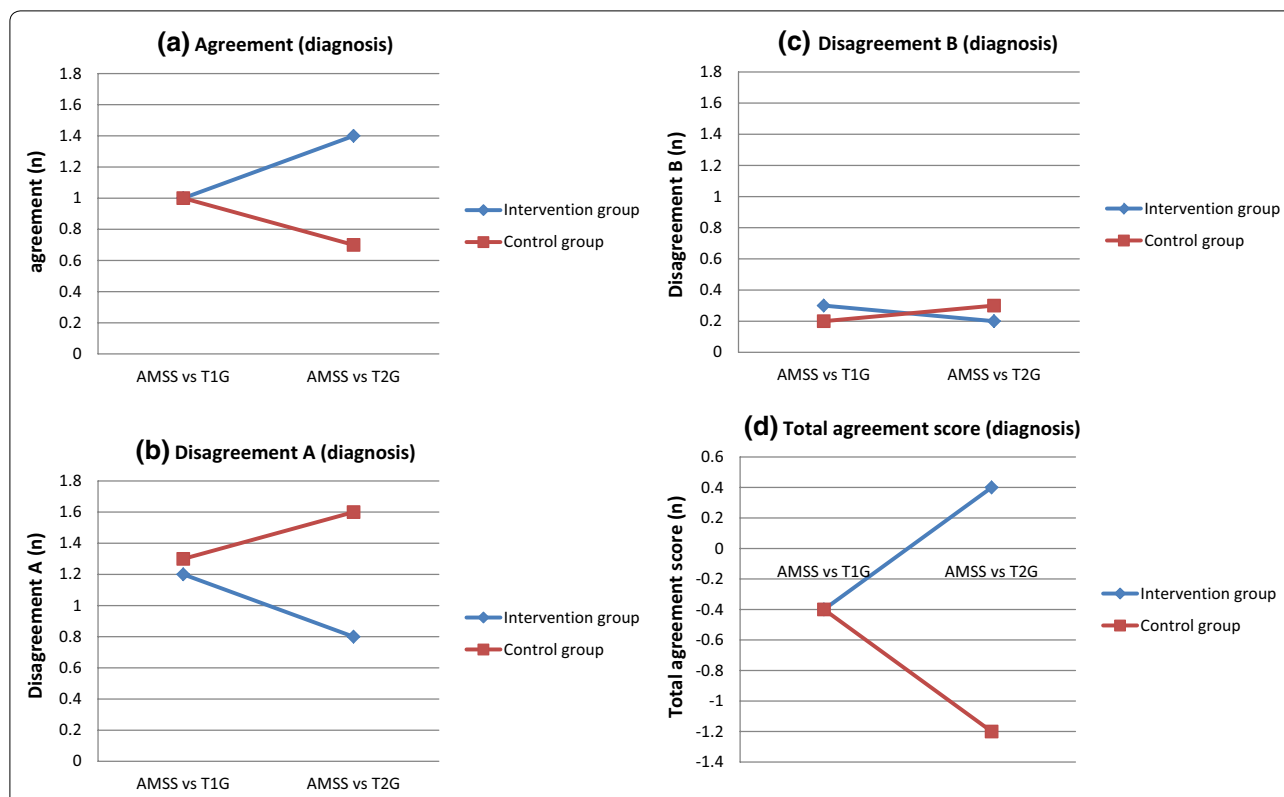 (a) Agreement (diagnosis)
agreement (n)
1.8
1.6
1.4
1.2
1
0.8
0.6
0.4
0.2
0
AMSS vs T1G
AMSS vs T2G
Intervention group
Control group
(c) Disagreement B (diagnosis)
Disagreement B (n)
1.8
1.6
1.4
1.2
1
0.8
0.6
0.4
0.2
0
AMSS vs T1G
AMSS vs T2G
Intervention group
Control group
(b) Disagreement A (diagnosis)
Disagreement A (n)
1.8
1.6
1.4
1.2
1
0.8
0.6
0.4
0.2
0
AMSS vs T1G
AMSS vs T2G
Intervention group
Control group
(d) Total agreement score (diagnosis)
Total agreement score (n)
0.6
0.4
0.2
0
-0.2
-0.4
-0.6
-0.8
-1
-1.2
-1.4
AMSS vs T1G
AMSS vs T2G
Intervention group
Control group